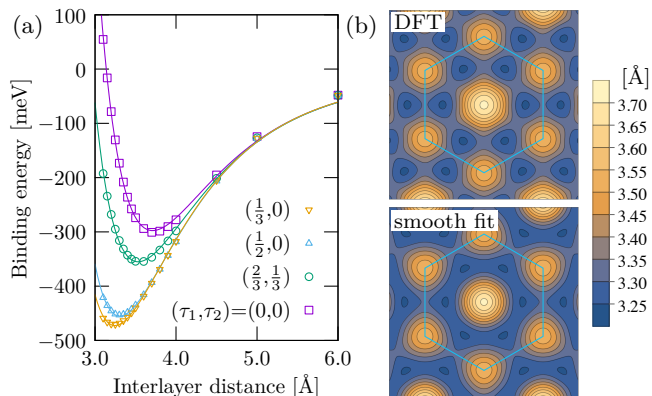 (a)
Binding energy [meV]
100
0
−100
−200
−300
−400
−500
(1/3,0)
(1/2,0)
(2/3,1/3)
(τ₁,τ₂)=(0,0)
3.0 4.0 5.0 6.0
Interlayer distance [Å]
(b)
DFT
smooth fit
[Å]
3.70
3.65
3.60
3.55
3.50
3.45
3.40
3.35
3.30
3.25